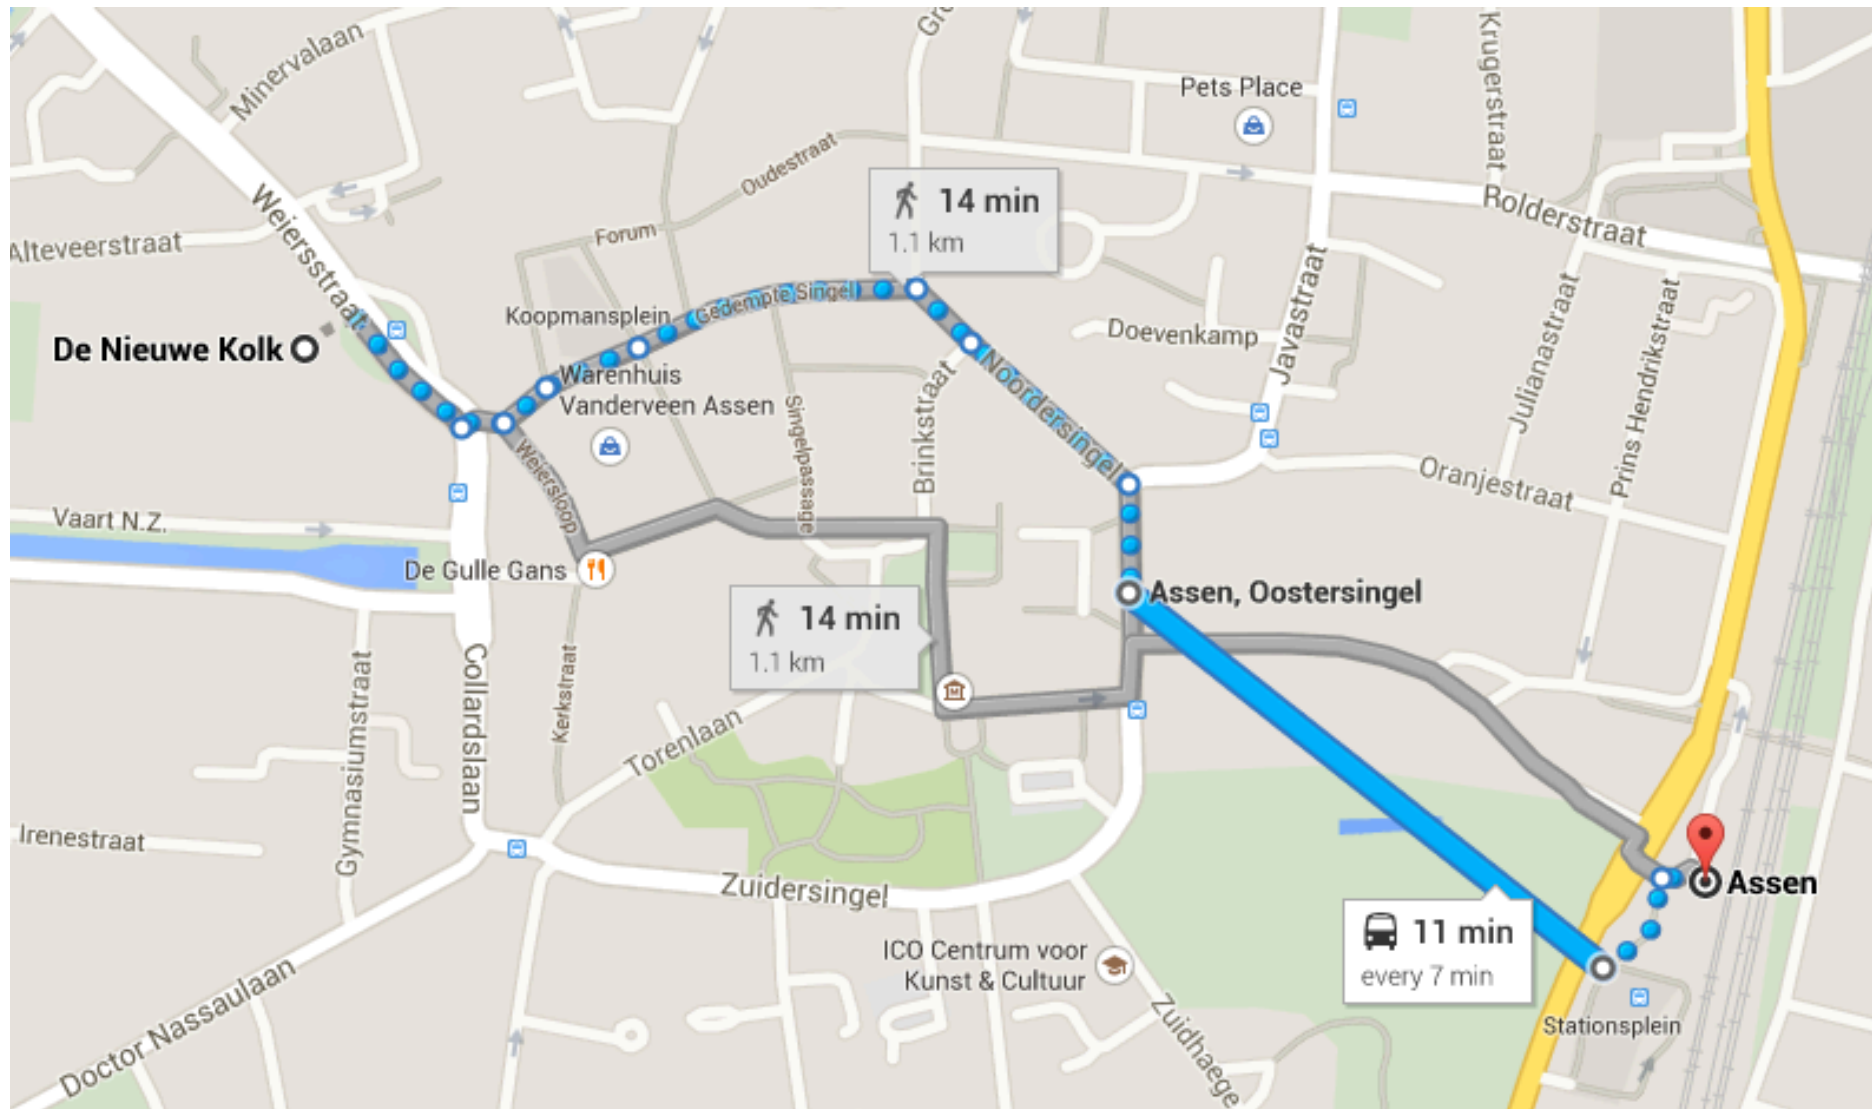 Minervalaan
Gro
Krugerstraat
Pets Place
Oudestraat
14 min
1.1 km
Weiersstraat
Rolderstraat
Alteveerstraat
Forum
Gedempte Singel
Koopmansplein
Javastraat
Julianastraat
Prins Hendrikstraat
Doevenkamp
De Nieuwe Kolk
Warenhuis
Vanderveen Assen
Noordersingel
Brinkstraat
Singelpassage
Weiersloop
Oranjestraat
Vaart N.Z.
De Gulle Gans
Assen, Oostersingel
14 min
1.1 km
Collardslaan
Gymnasiumstraat
Kerkstraat
Torenlaan
Irenestraat
Zuidersingel
Assen
11 min
every 7 min
ICO Centrum voor
Kunst & Cultuur
Stationsplein
Doctor Nassaulaan
Zuidhaege